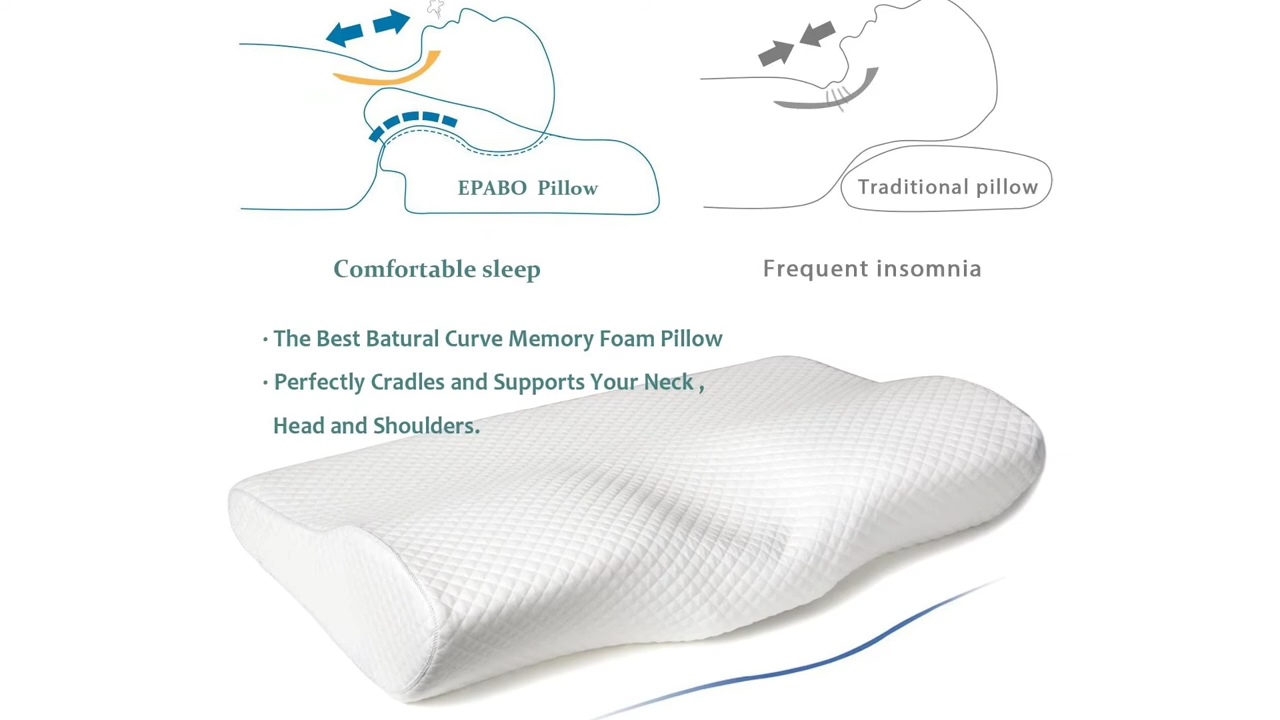 EPABO Pillow
Traditional pillow
Comfortable sleep
Frequent insomnia
· The Best Batural Curve Memory Foam Pillow
· Perfectly Cradles and Supports Your Neck ,
Head and Shoulders.